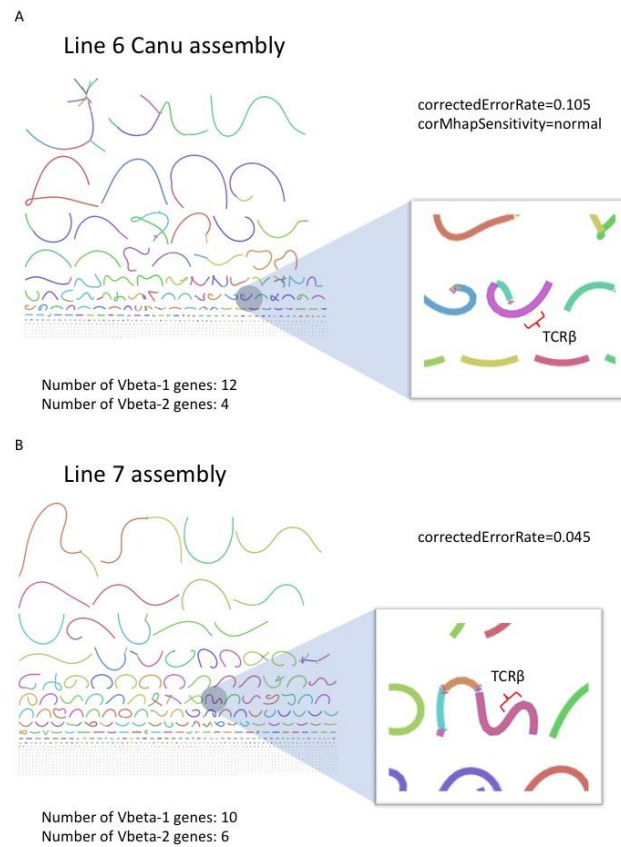 A
Line 6 Canu assembly
correctedErrorRate=0.105
corMhapSensitivity=normal
TCRβ
Number of Vbeta-1 genes: 12
Number of Vbeta-2 genes: 4
B
Line 7 assembly
correctedErrorRate=0.045
TCRβ
Number of Vbeta-1 genes: 10
Number of Vbeta-2 genes: 6